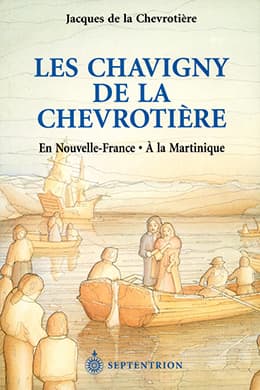 Jacques de la Chevrotière
LES CHAVIGNY
DE LA
CHEVROTIÈRE
En Nouvelle-France • À la Martinique
SEPTENTRION